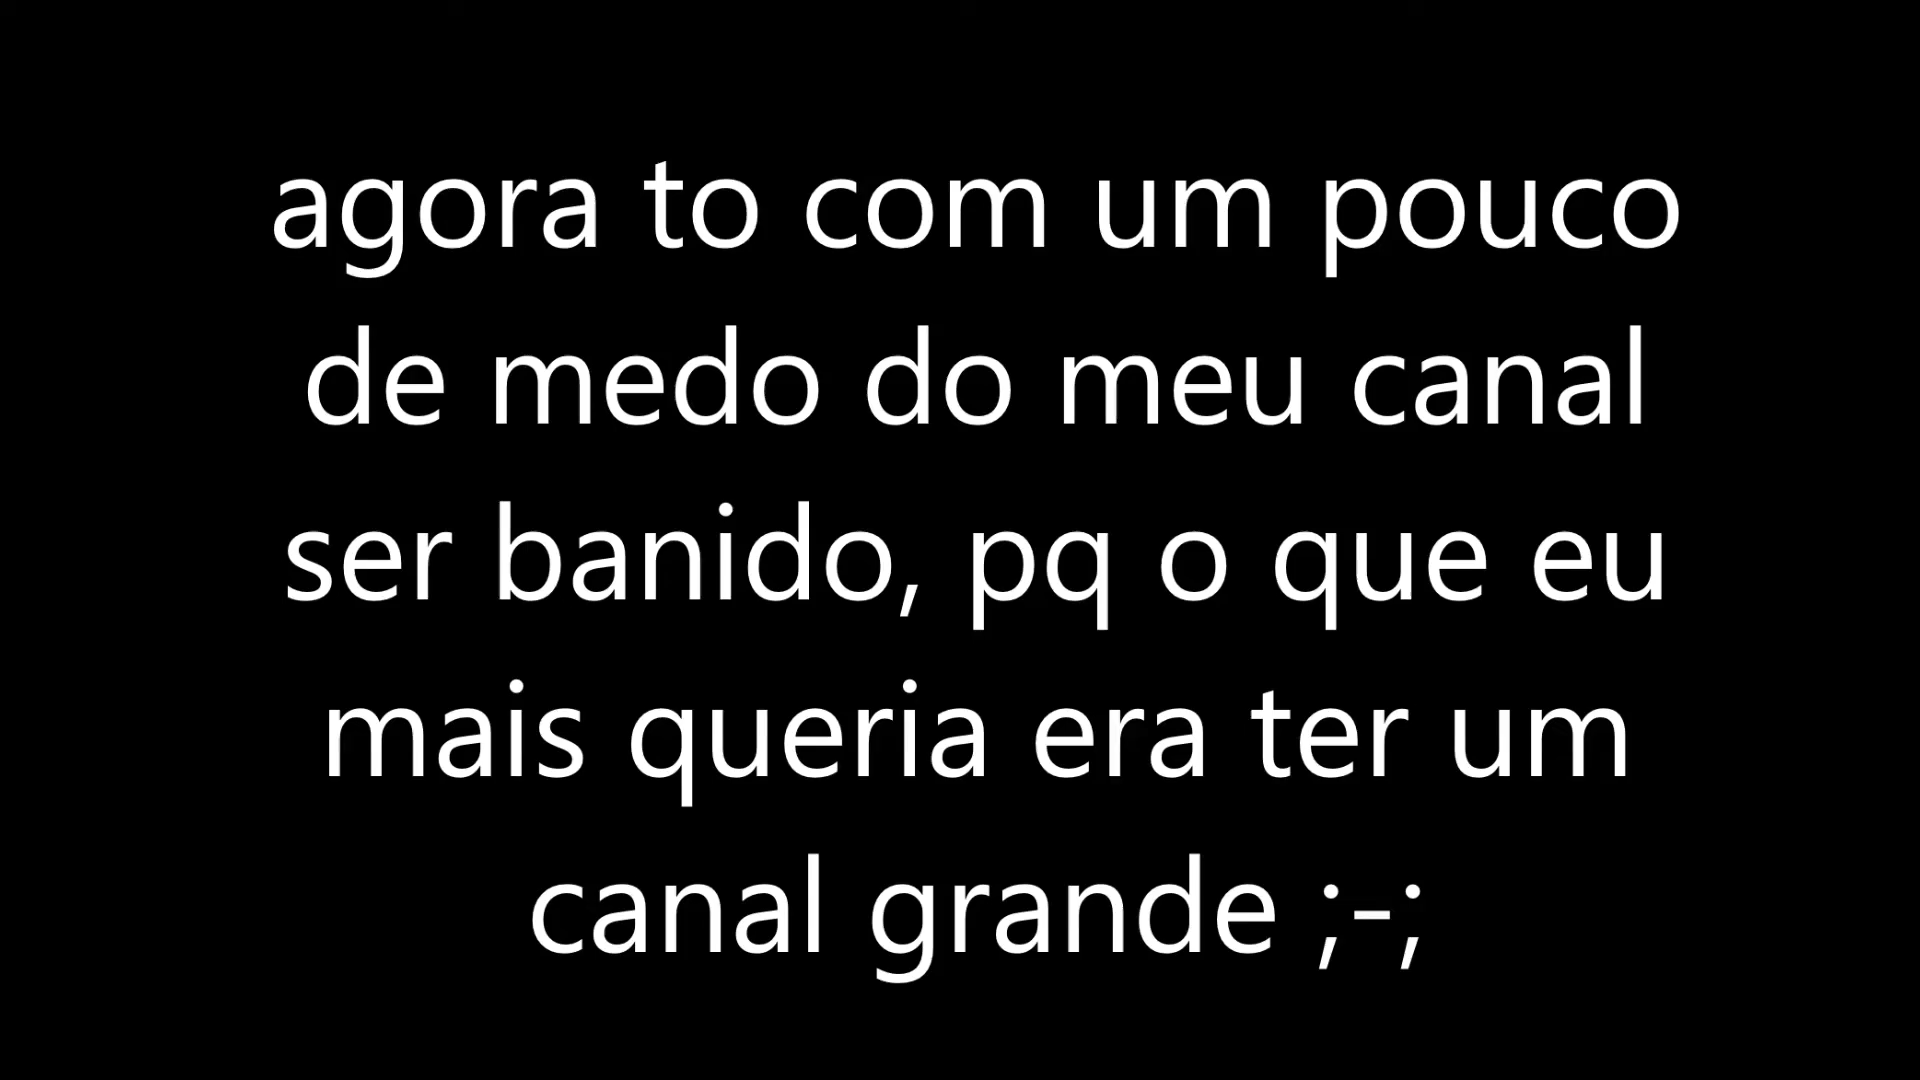 agora to com um pouco
de medo do meu canal
ser banido, pq o que eu
mais queria era ter um
canal grande ;-;